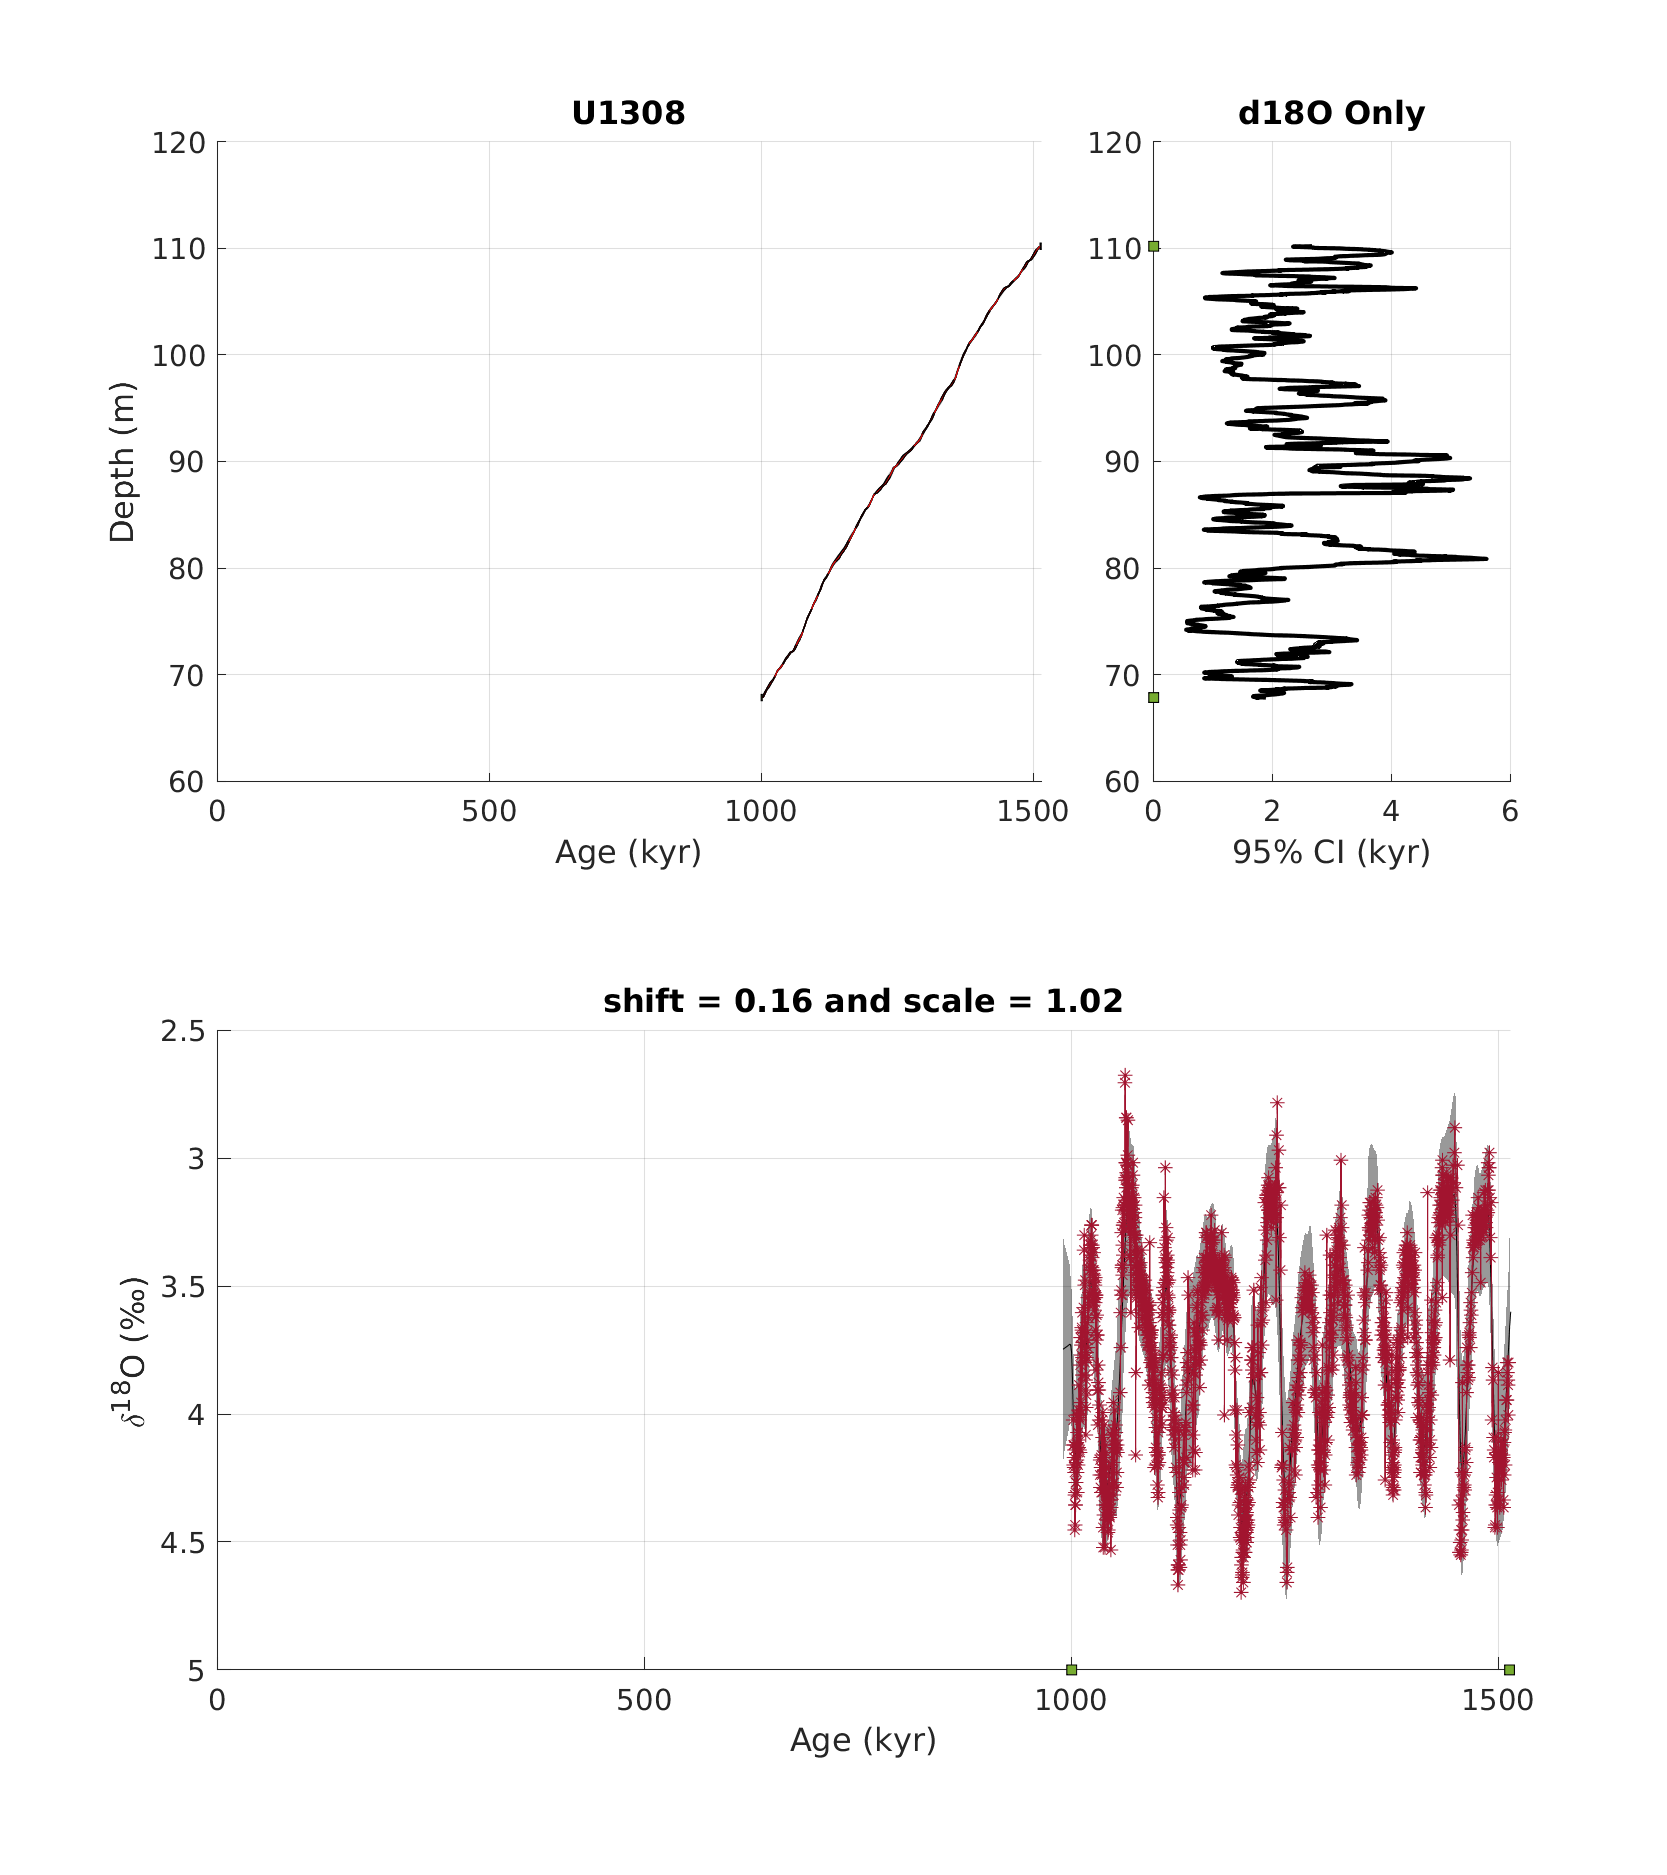 U1308
120
110
100
90
80
70
60
Depth (m)
0 500 1000 1500
Age (kyr)
d18O Only
120
110
100
90
80
70
60
0 2 4 6
95% CI (kyr)
shift = 0.16 and scale = 1.02
2.5
3
3.5
4
4.5
5
δ¹⁸O (‰)
0 500 1000 1500
Age (kyr)